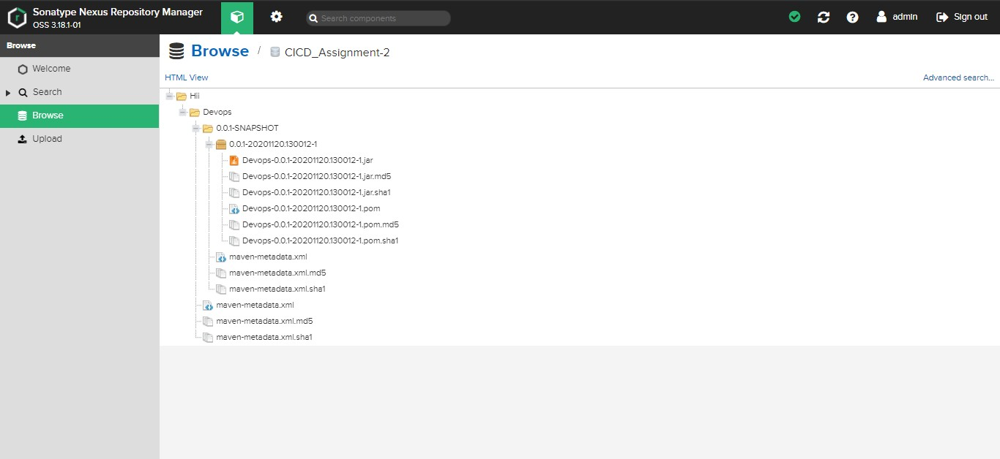 Sonatype Nexus Repository Manager
OSS 3.18.1-01
Search components
admin
Sign out
Browse
Welcome
Search
Browse
Upload
Browse / CICD_Assignment-2
HTML View
Advanced search...
Hii
Devops
0.0.1-SNAPSHOT
0.0.1-20201120.130012-1
Devops-0.0.1-20201120.130012-1.jar
Devops-0.0.1-20201120.130012-1.jar.md5
Devops-0.0.1-20201120.130012-1.jar.sha1
Devops-0.0.1-20201120.130012-1.pom
Devops-0.0.1-20201120.130012-1.pom.md5
Devops-0.0.1-20201120.130012-1.pom.sha1
maven-metadata.xml
maven-metadata.xml.md5
maven-metadata.xml.sha1
maven-metadata.xml
maven-metadata.xml.md5
maven-metadata.xml.sha1